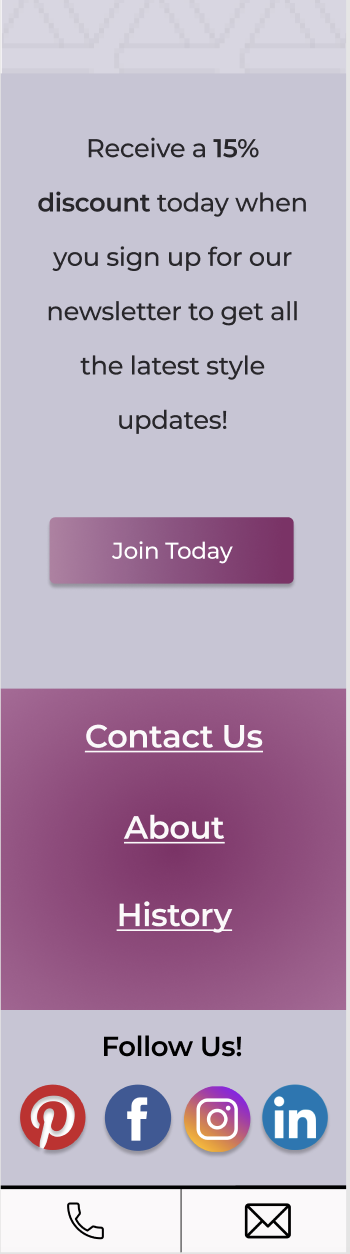 Receive a 15%
discount today when
you sign up for our
newsletter to get all
the latest style
updates!
Join Today
Contact Us
About
History
Follow Us!